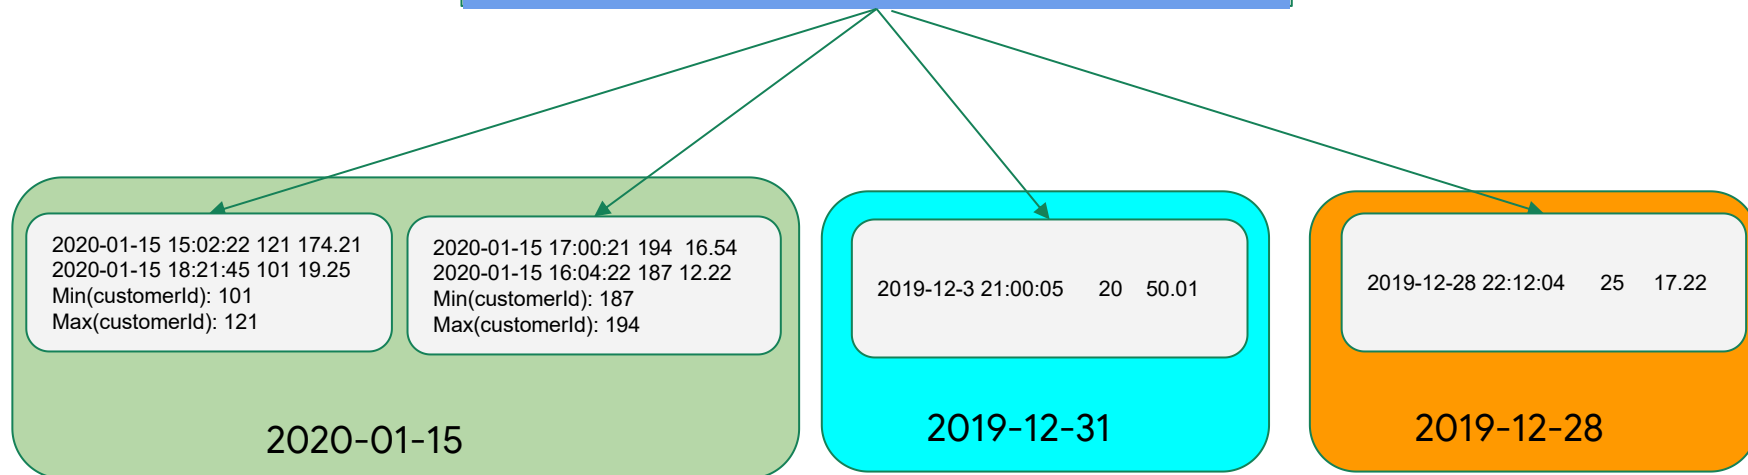 2020-01-15 15:02:22 121 174.21
2020-01-15 18:21:45 101 19.25
Min(customerId): 101
Max(customerId): 121
2020-01-15 17:00:21 194 16.54
2020-01-15 16:04:22 187 12.22
Min(customerId): 187
Max(customerId): 194
2020-01-15
2019-12-3 21:00:05 20 50.01
2019-12-31
2019-12-28 22:12:04 25 17.22
2019-12-28